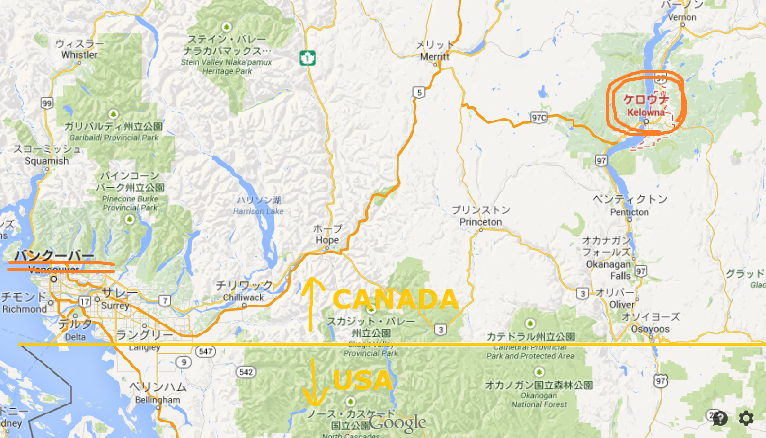 バーノン
Vernon
ウィスラー
Whistler
ステイン・バレー
ナラカパマックス…
Stein Valley Nlaka'pamux
Heritage Park
1
メリット
Merritt
97
ケロウナ
Kelowna
99
5
97C
ガリバルディ州立公園
Garibaldi Provincial Park
スコーミッシュ
Squamish
97
パインコーン
バーク州立公園
Pinecone Burke
Provincial Park
ハリソン湖
Harrison Lake
ペンティクトン
Penticton
プリンストン
Princeton
ホープ
Hope
オカナガン
フォールズ
Okanagan
Falls
97
バンクーバー
Vancouver
グラッド
チリワック
Chilliwack
チモンド
Richmond
サレー
Surrey
7
CANADA
3
オリバー
Oliver
デルタ
Delta
スカジット・バレー
州立公園
Provincial Park
3
オソイヨーズ
Osoyoos
ラングリー
Langley
カテドラル州立公園
Cathedral Provincial
Park and Protected Area
547
9
542
USA
ベリンハム
Bellingham
オカノガン国立森林公園
Okanogan
National Forest
97
ノース・カスケード
国立公園
North Cascades
Google